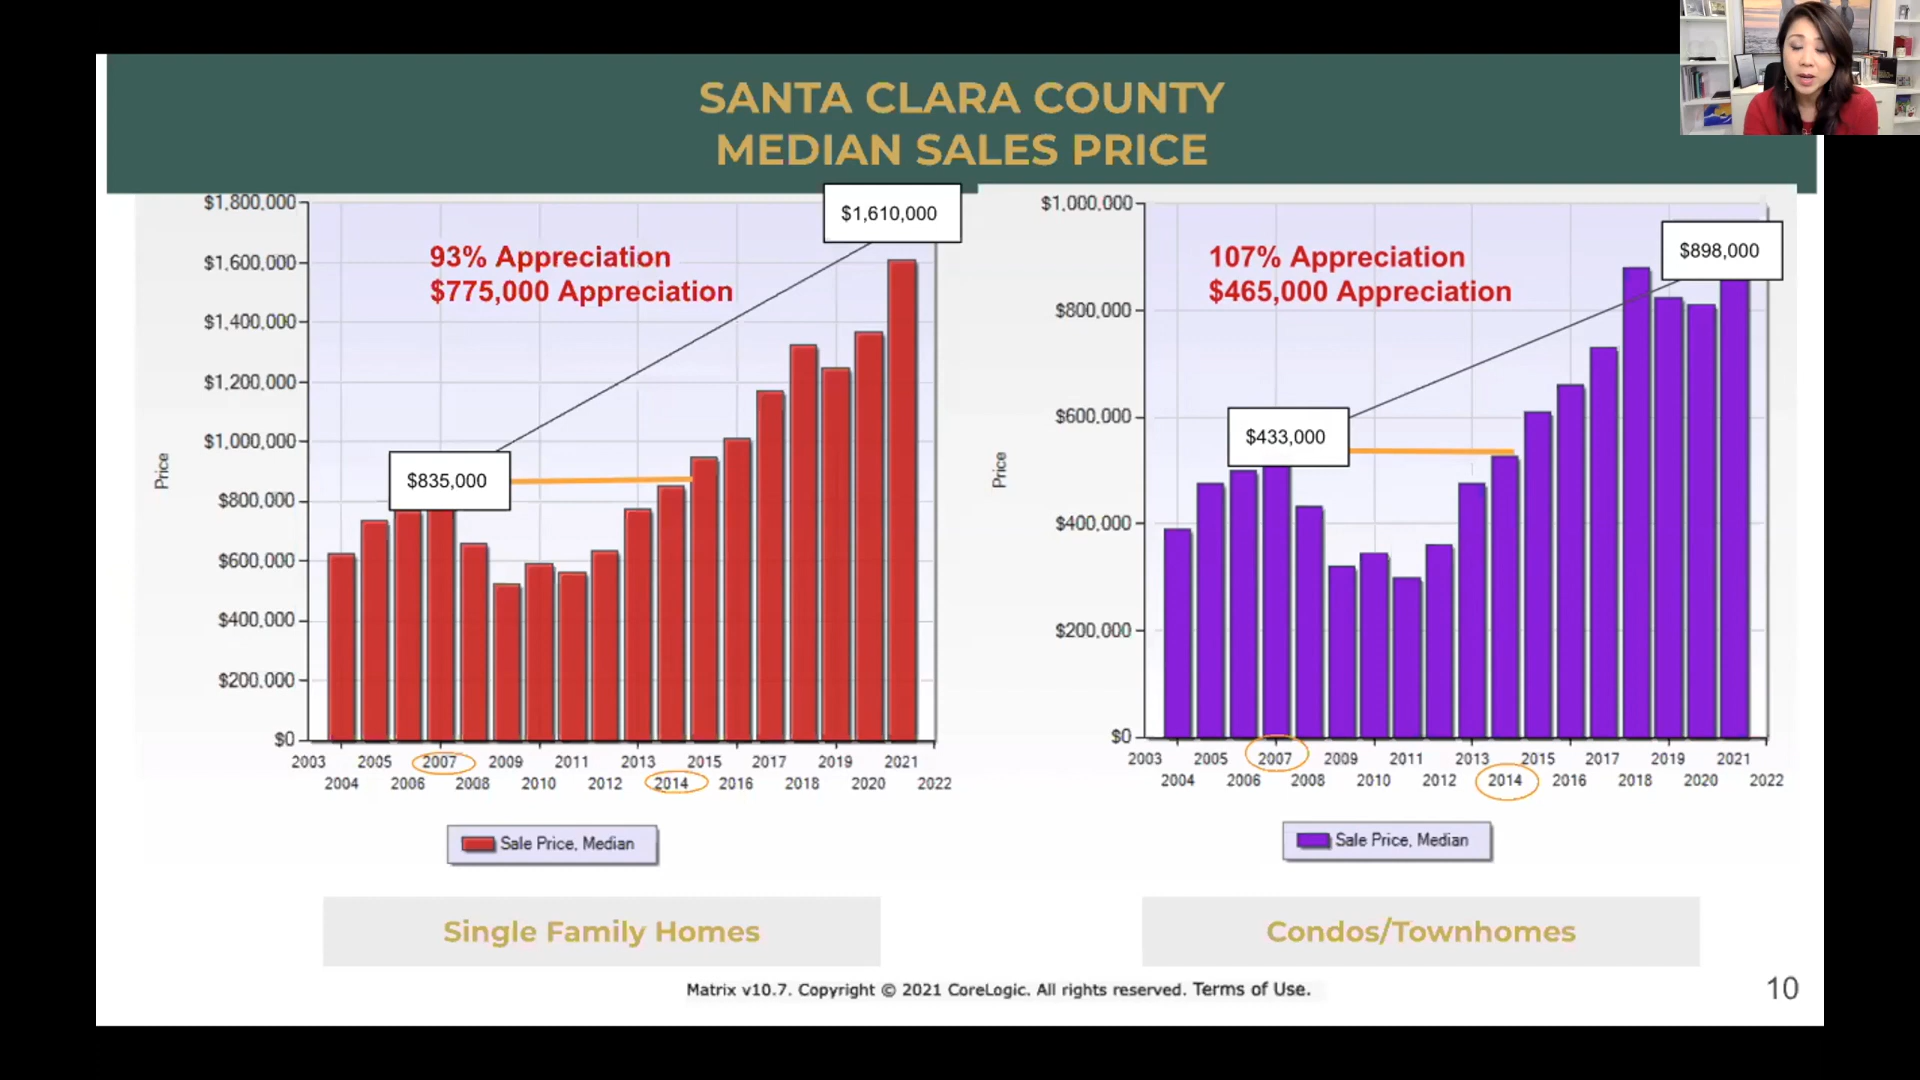 SANTA CLARA COUNTY
MEDIAN SALES PRICE
$1,800,000
$1,600,000
$1,400,000
$1,200,000
$1,000,000
$800,000
$600,000
$400,000
$200,000
$0
Price
93% Appreciation
$775,000 Appreciation
$1,610,000
$835,000
2003 2005 2007 2009 2011 2013 2015 2017 2019 2021
2004 2006 2008 2010 2012 2014 2016 2018 2020 2022
Sale Price, Median
Single Family Homes
$1,000,000
$800,000
$600,000
$400,000
$200,000
$0
Price
107% Appreciation
$465,000 Appreciation
$898,000
$433,000
2003 2005 2007 2009 2011 2013 2015 2017 2019 2021
2004 2006 2008 2010 2012 2014 2016 2018 2020 2022
Sale Price, Median
Condos/Townhomes
Matrix v10.7. Copyright © 2021 CoreLogic. All rights reserved. Terms of Use.
10